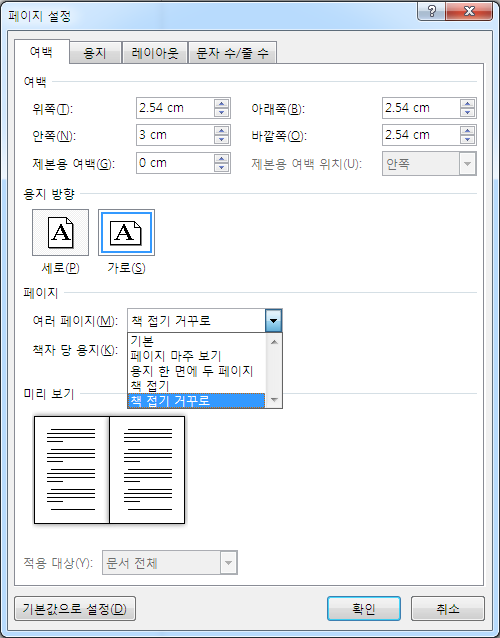 페이지 설정
여백 용지 레이아웃 문자 수/줄 수
여백
위쪽(T): 2.54 cm 아래쪽(B): 2.54 cm
안쪽(N): 3 cm 바깥쪽(O): 2.54 cm
제본용 여백(G): 0 cm 제본용 여백 위치(U): 안쪽
용지 방향
A A
세로(P) 가로(S)
페이지
여러 페이지(M): 책 접기 거꾸로
책자 당 용지(K):
기본
페이지 마주 보기
용지 한 면에 두 페이지
책 접기
책 접기 거꾸로
미리 보기
적용 대상(Y): 문서 전체
기본값으로 설정(D) 확인 취소